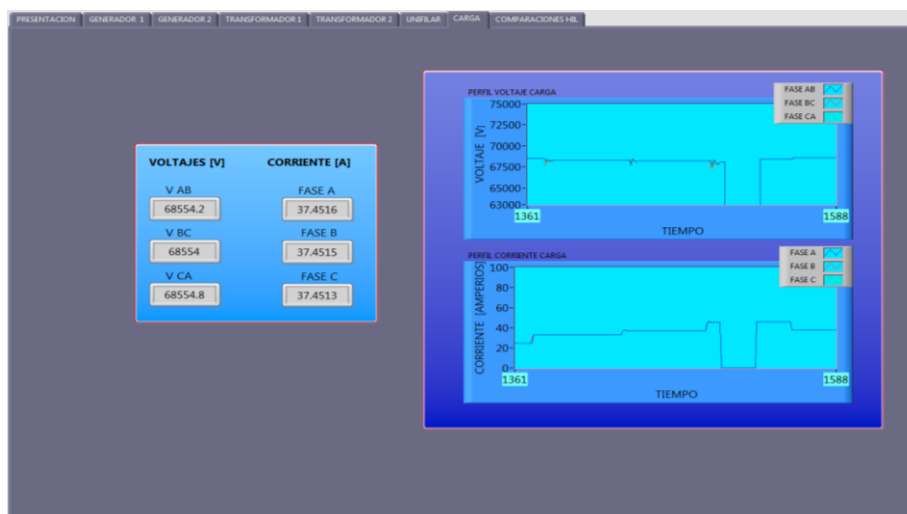 PRESENTACION GENERADOR 1 GENERADOR 2 TRANSFORMADOR 1 TRANSFORMADOR 2 UNIFILAR CARGA COMPARACIONES HIL
VOLTAJES [V] CORRIENTE [A]
V AB FASE A
68554.2 37.4516
V BC FASE B
68554 37.4515
V CA FASE C
68554.8 37.4513
PERFIL VOLTAJE CARGA
FASE AB
FASE BC
FASE CA
VOLTAJE [V]
75000
72500
70000
67500
65000
63000
1361 1588
TIEMPO
PERFIL CORRIENTE CARGA
FASE A
FASE B
FASE C
CORRIENTE [AMPERIOS]
100
80
60
40
20
0
1361 1588
TIEMPO